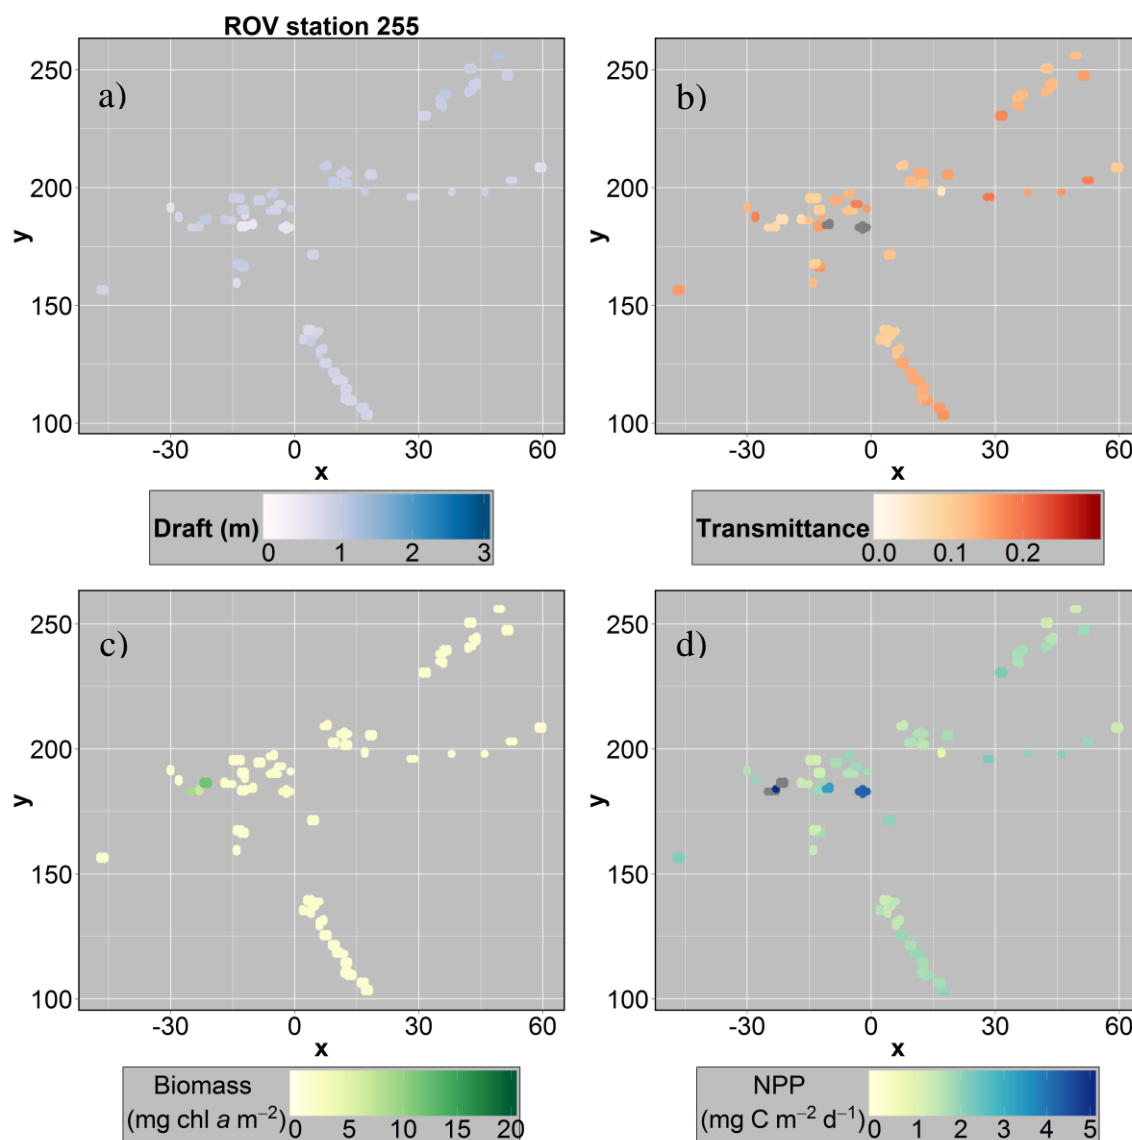 ROV station 255
a)
b)
250
200
150
100
y
-30
0
30
60
x
250
200
150
100
y
-30
0
30
60
x
Draft (m)
0
1
2
3
Transmittance
0.0
0.1
0.2
c)
d)
250
200
150
100
y
-30
0
30
60
x
250
200
150
100
y
-30
0
30
60
x
Biomass
(mg chl a m⁻²)
0
5
10
15
20
NPP
(mg C m⁻² d⁻¹)
0
1
2
3
4
5